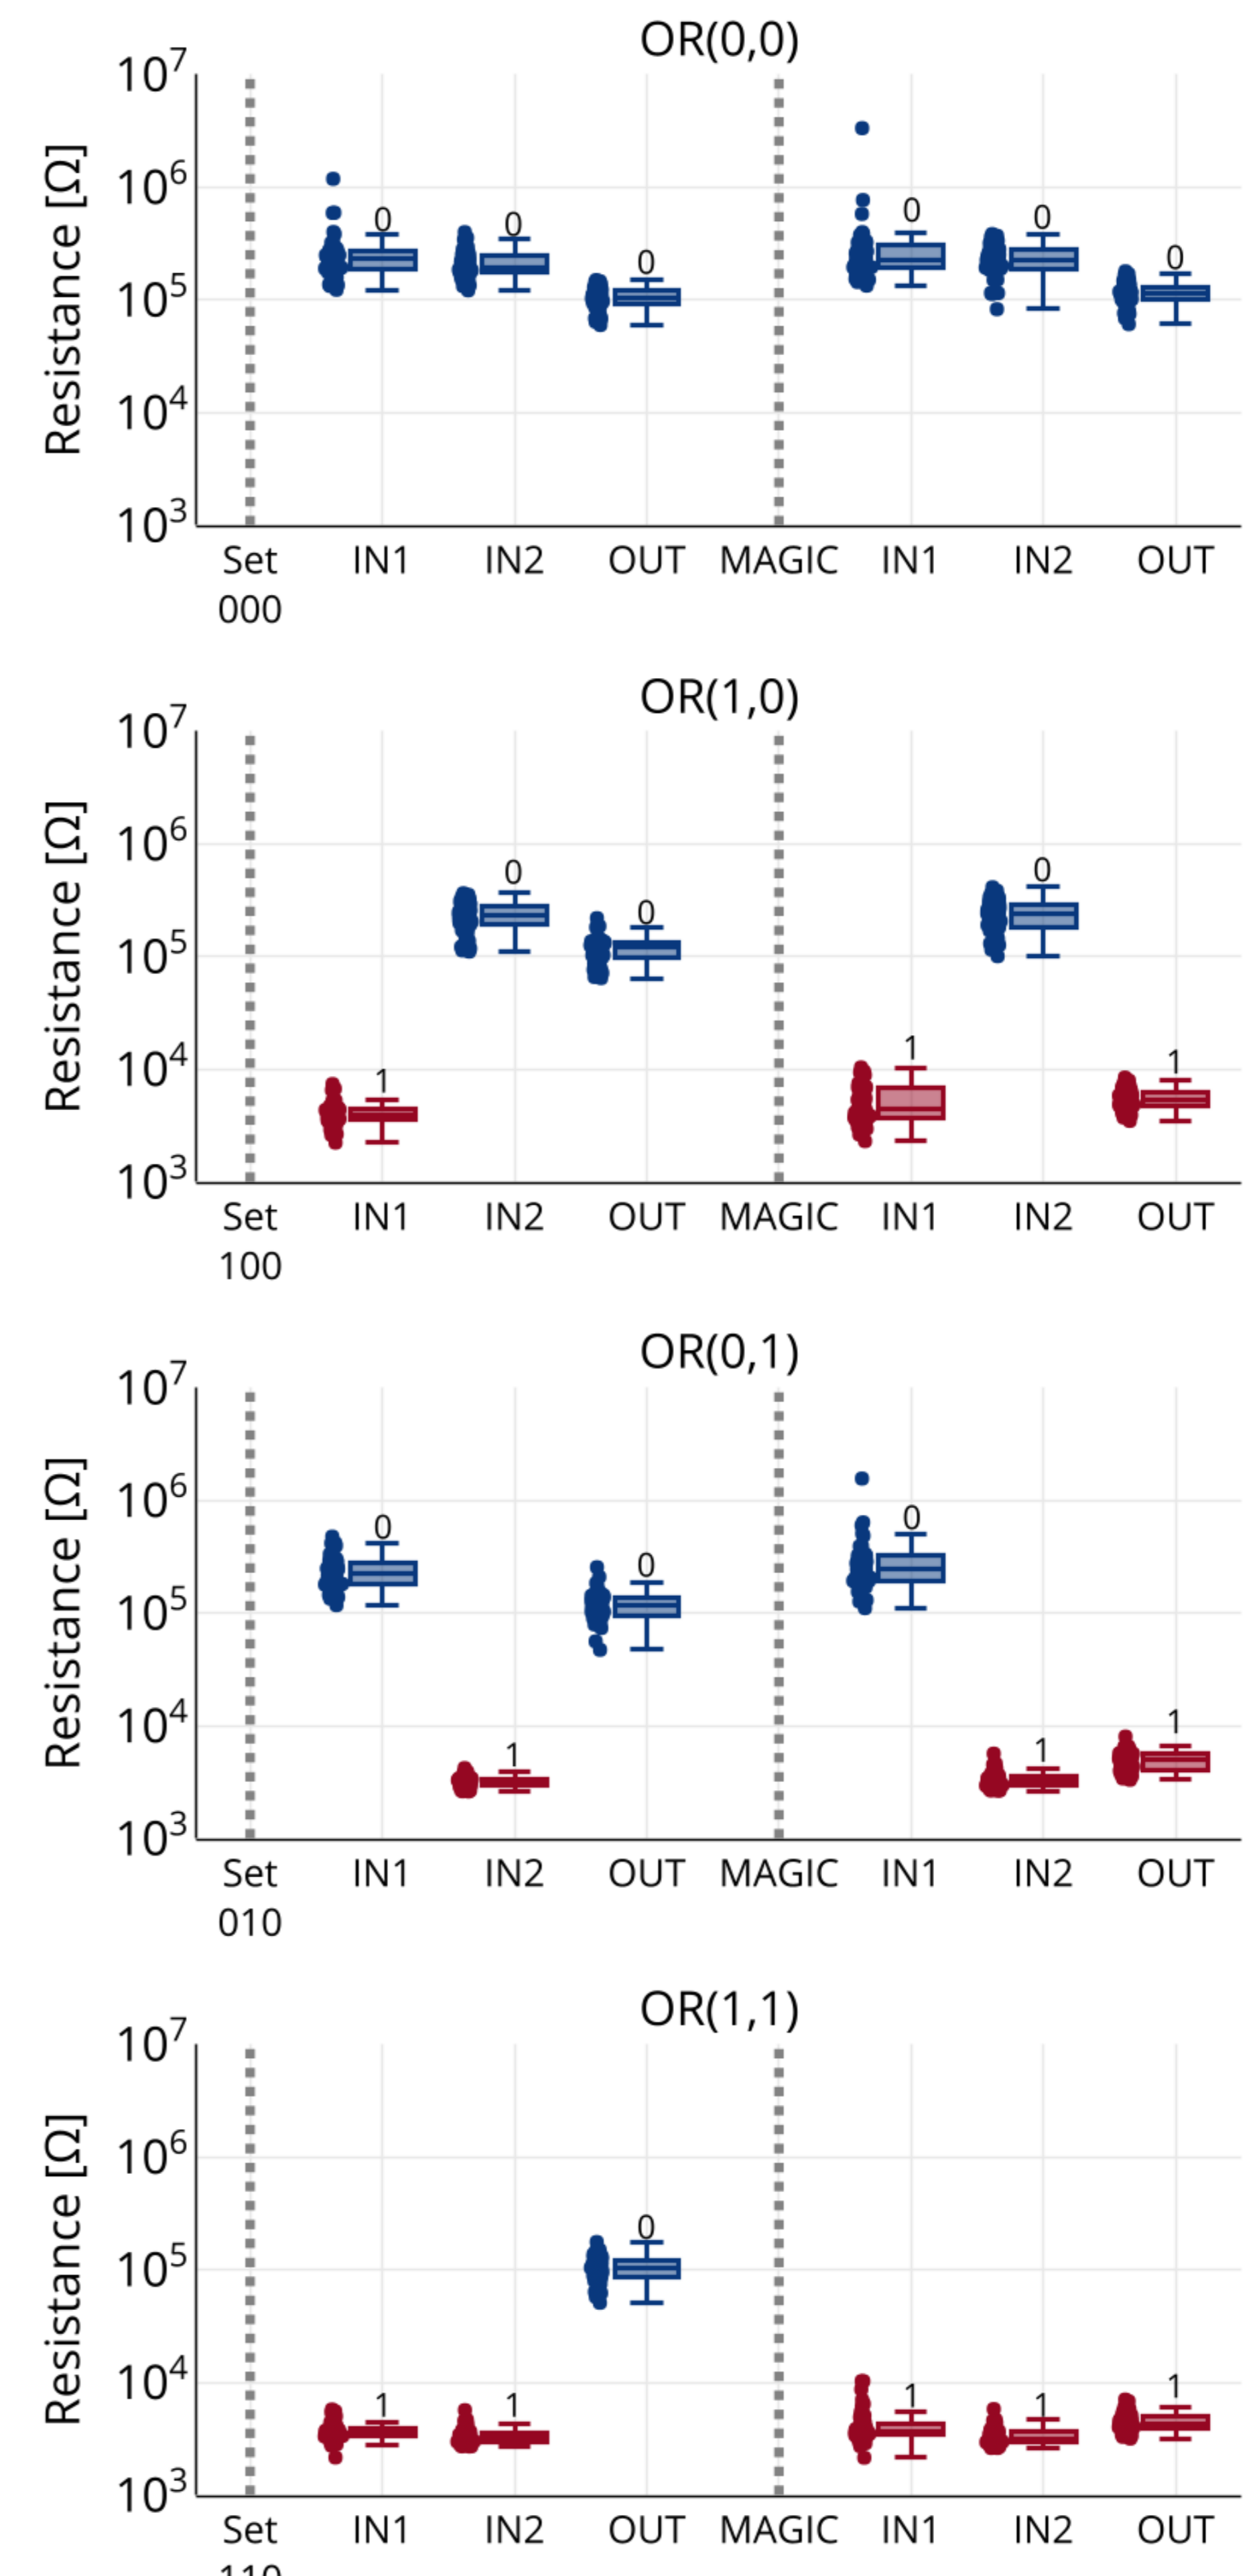 OR(0,0)
10^7
10^6
10^5
10^4
10^3
Resistance [Ω]
0 0 0 0 0 0
Set IN1 IN2 OUT MAGIC IN1 IN2 OUT
000
OR(1,0)
10^7
10^6
10^5
10^4
10^3
Resistance [Ω]
1 0 0 1 0 1
Set IN1 IN2 OUT MAGIC IN1 IN2 OUT
100
OR(0,1)
10^7
10^6
10^5
10^4
10^3
Resistance [Ω]
0 1 0 0 1 1
Set IN1 IN2 OUT MAGIC IN1 IN2 OUT
010
OR(1,1)
10^7
10^6
10^5
10^4
10^3
Resistance [Ω]
1 1 0 1 1 1
Set IN1 IN2 OUT MAGIC IN1 IN2 OUT
110